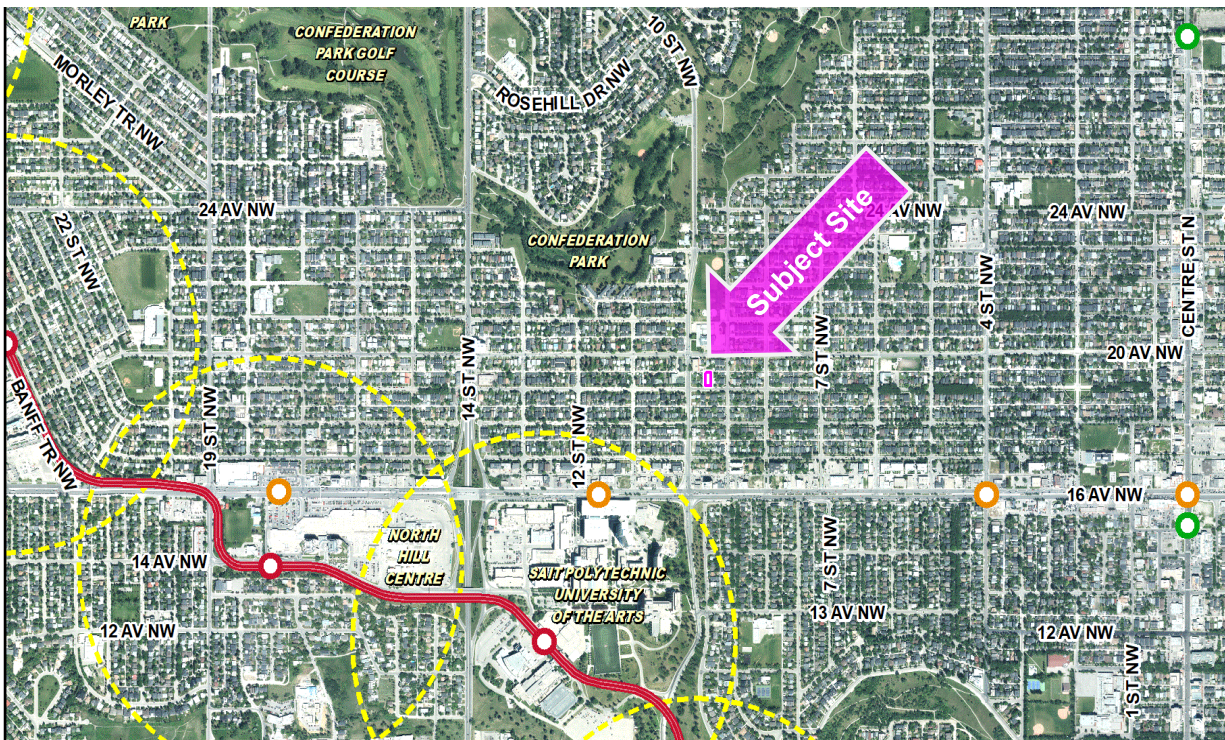 PARK
CONFEDERATION
PARK GOLF
COURSE
10 ST NW
MORLEY TR NW
ROSEHILL DR NW
24 AV NW
24 AV NW
24 AV NW
22 ST NW
CONFEDERATION
PARK
Subject Site
4 ST NW
CENTRE ST N
7 ST NW
20 AV NW
14 ST NW
BANFF TR NW
19 ST NW
12 ST NW
16 AV NW
NORTH
HILL
CENTRE
14 AV NW
SAIT POLYTECHNIC
UNIVERSITY
OF THE ARTS
7 ST NW
13 AV NW
12 AV NW
12 AV NW
1 ST NW